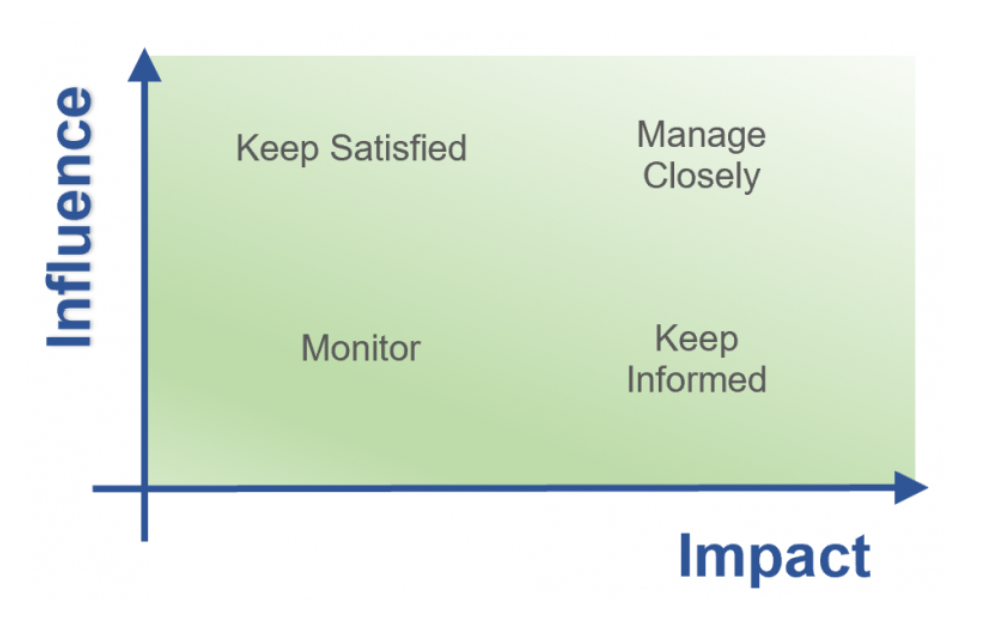 Influence
Keep Satisfied
Manage
Closely
Monitor
Keep
Informed
Impact